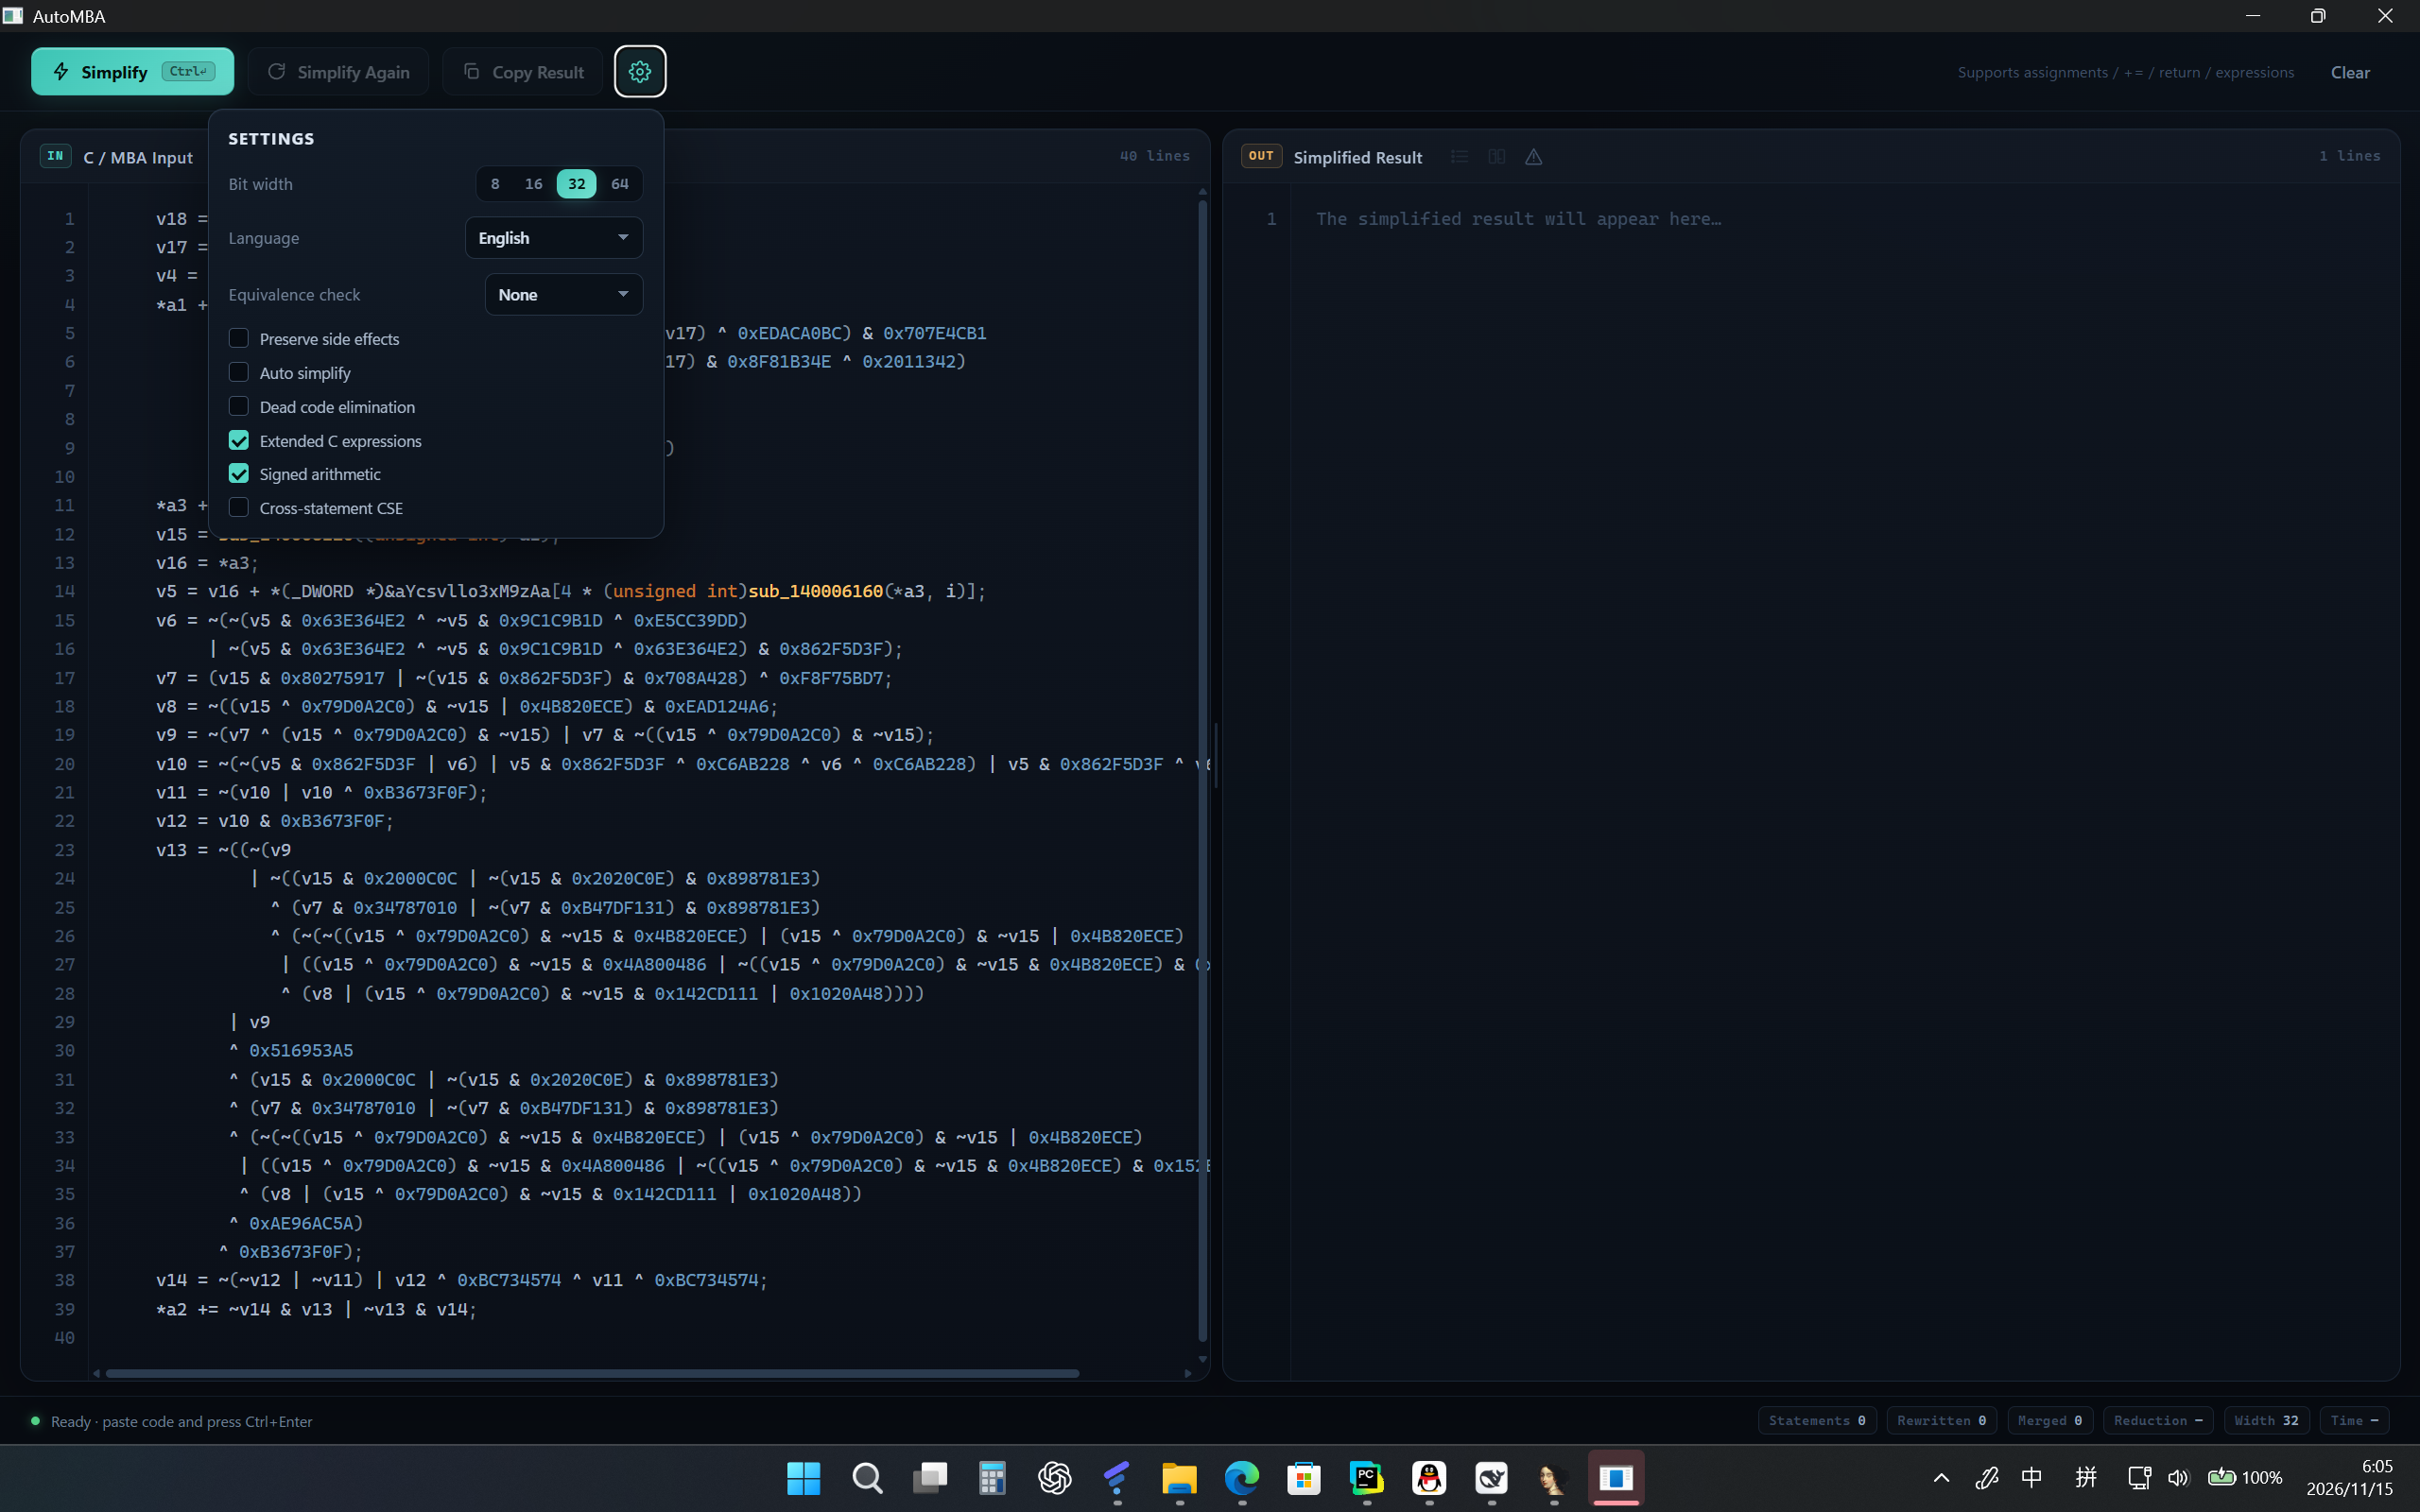 AutoMBA
Simplify Ctrl↵
Simplify Again
Copy Result
Supports assignments / += / return / expressions
Clear
SETTINGS
Bit width 8 16 32 64
Language English
Equivalence check None
Preserve side effects
Auto simplify
Dead code elimination
Extended C expressions
Signed arithmetic
Cross-statement CSE
IN C / MBA Input 40 lines
1 v18 =
2 v17 =
3 v4 =
4 *a1 +
5 v17) ^ 0xEDACA0BC) & 0x707E4CB1
6 17) & 0x8F81B34E ^ 0x2011342)
7
8
9 )
10
11 *a3 +
12 v15 =
13 v16 = *a3;
14 v5 = v16 + *(_DWORD *)&aYcsvllo3xM9zAa[4 * (unsigned int)sub_140006160(*a3, i)];
15 v6 = ~(~(v5 & 0x63E364E2 ^ ~v5 & 0x9C1C9B1D ^ 0xE5CC39DD)
16 | ~(v5 & 0x63E364E2 ^ ~v5 & 0x9C1C9B1D ^ 0x63E364E2) & 0x862F5D3F);
17 v7 = (v15 & 0x80275917 | ~(v15 & 0x862F5D3F) & 0x708A428) ^ 0xF8F75BD7;
18 v8 = ~((v15 ^ 0x79D0A2C0) & ~v15 | 0x4B820ECE) & 0xEAD124A6;
19 v9 = ~(v7 ^ (v15 ^ 0x79D0A2C0) & ~v15) | v7 & ~((v15 ^ 0x79D0A2C0) & ~v15);
20 v10 = ~(~(v5 & 0x862F5D3F | v6) | v5 & 0x862F5D3F ^ 0xC6AB228 ^ v6 ^ 0xC6AB228) | v5 & 0x862F5D3F ^ v6
21 v11 = ~(v10 | v10 ^ 0xB3673F0F);
22 v12 = v10 & 0xB3673F0F;
23 v13 = ~((~(v9
24 | ~((v15 & 0x2000C0C | ~(v15 & 0x2020C0E) & 0x898781E3)
25 ^ (v7 & 0x34787010 | ~(v7 & 0xB47DF131) & 0x898781E3)
26 ^ (~(~((v15 ^ 0x79D0A2C0) & ~v15 & 0x4B820ECE) | (v15 ^ 0x79D0A2C0) & ~v15 | 0x4B820ECE)
27 | ((v15 ^ 0x79D0A2C0) & ~v15 & 0x4A800486 | ~((v15 ^ 0x79D0A2C0) & ~v15 & 0x4B820ECE) &
28 ^ (v8 | (v15 ^ 0x79D0A2C0) & ~v15 & 0x142CD111 | 0x1020A48))))
29 | v9
30 ^ 0x516953A5
31 ^ (v15 & 0x2000C0C | ~(v15 & 0x2020C0E) & 0x898781E3)
32 ^ (v7 & 0x34787010 | ~(v7 & 0xB47DF131) & 0x898781E3)
33 ^ (~(~((v15 ^ 0x79D0A2C0) & ~v15 & 0x4B820ECE) | (v15 ^ 0x79D0A2C0) & ~v15 | 0x4B820ECE)
34 | ((v15 ^ 0x79D0A2C0) & ~v15 & 0x4A800486 | ~((v15 ^ 0x79D0A2C0) & ~v15 & 0x4B820ECE) & 0x152
35 ^ (v8 | (v15 ^ 0x79D0A2C0) & ~v15 & 0x142CD111 | 0x1020A48))
36 ^ 0xAE96AC5A)
37 ^ 0xB3673F0F);
38 v14 = ~(~v12 | ~v11) | v12 ^ 0xBC734574 ^ v11 ^ 0xBC734574;
39 *a2 += ~v14 & v13 | ~v13 & v14;
40
OUT Simplified Result 1 lines
1 The simplified result will appear here…
Ready · paste code and press Ctrl+Enter
Statements 0 Rewritten 0 Merged 0 Reduction — Width 32 Time —
PC
中 拼 100%
6:05
2026/11/15